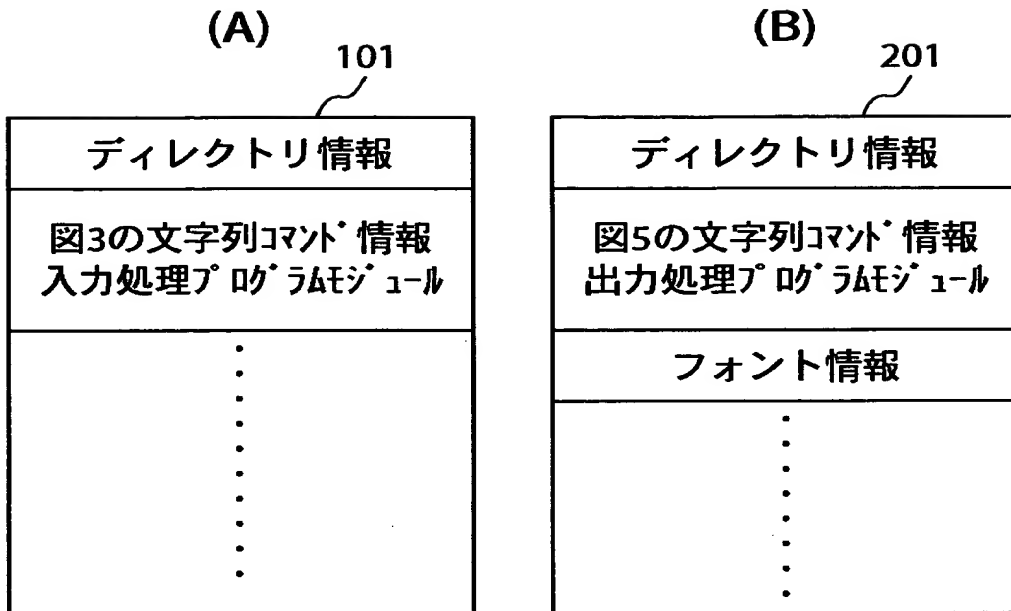 (A)
101
ディレクトリ情報
図3の文字列ｺﾏﾝﾄﾞ情報
入力処理ﾌﾟﾛｸﾞﾗﾑﾓｼﾞｭｰﾙ
(B)
201
ディレクトリ情報
図5の文字列ｺﾏﾝﾄﾞ情報
出力処理ﾌﾟﾛｸﾞﾗﾑﾓｼﾞｭｰﾙ
フォント情報